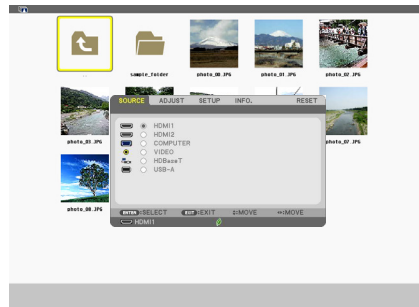 ..
sample_folder
photo_00.JPG
photo_01.JPG
photo_02.JPG
SOURCE ADJUST SETUP INFO. RESET
HDMI1
HDMI2
COMPUTER
VIDEO
HDBaseT
USB-A
photo_03.JPG
photo_07.JPG
photo_08.JPG
ENTER :SELECT EXIT :EXIT ↕:MOVE ↔:MOVE
HDMI1